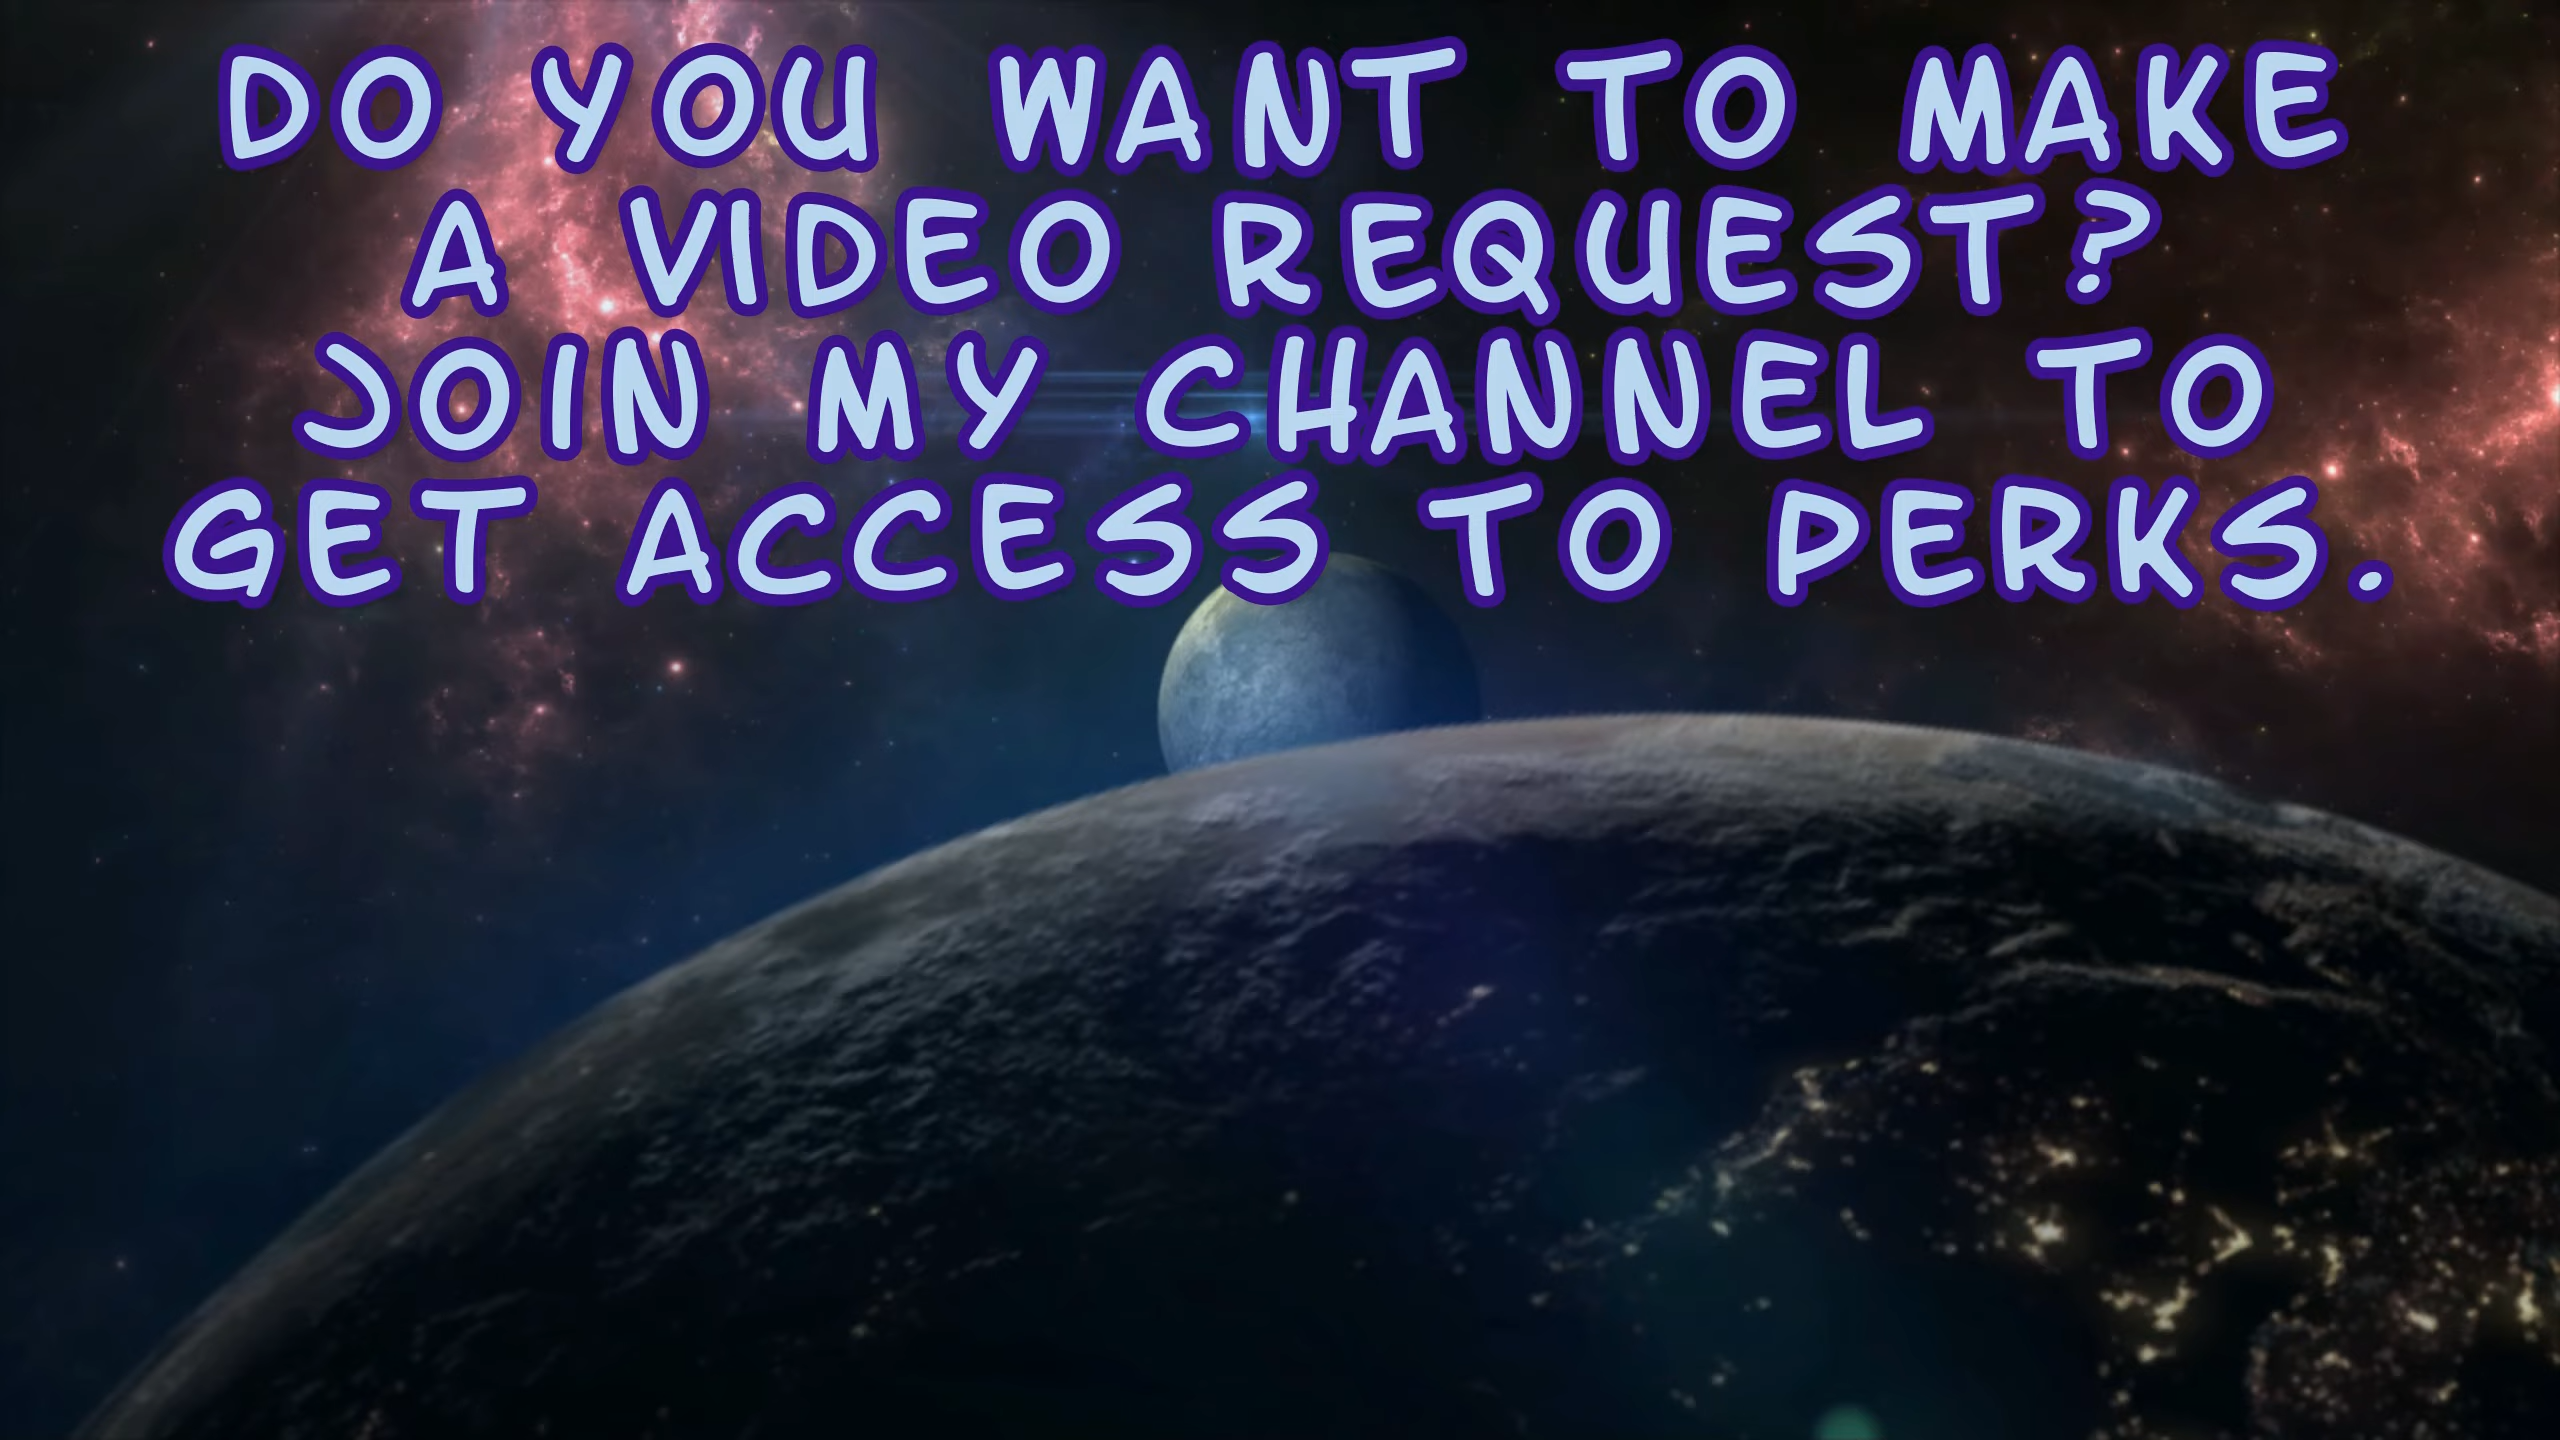 DO YOU WANT TO MAKE
A VIDEO REQUEST?
JOIN MY CHANNEL TO
GET ACCESS TO PERKS.